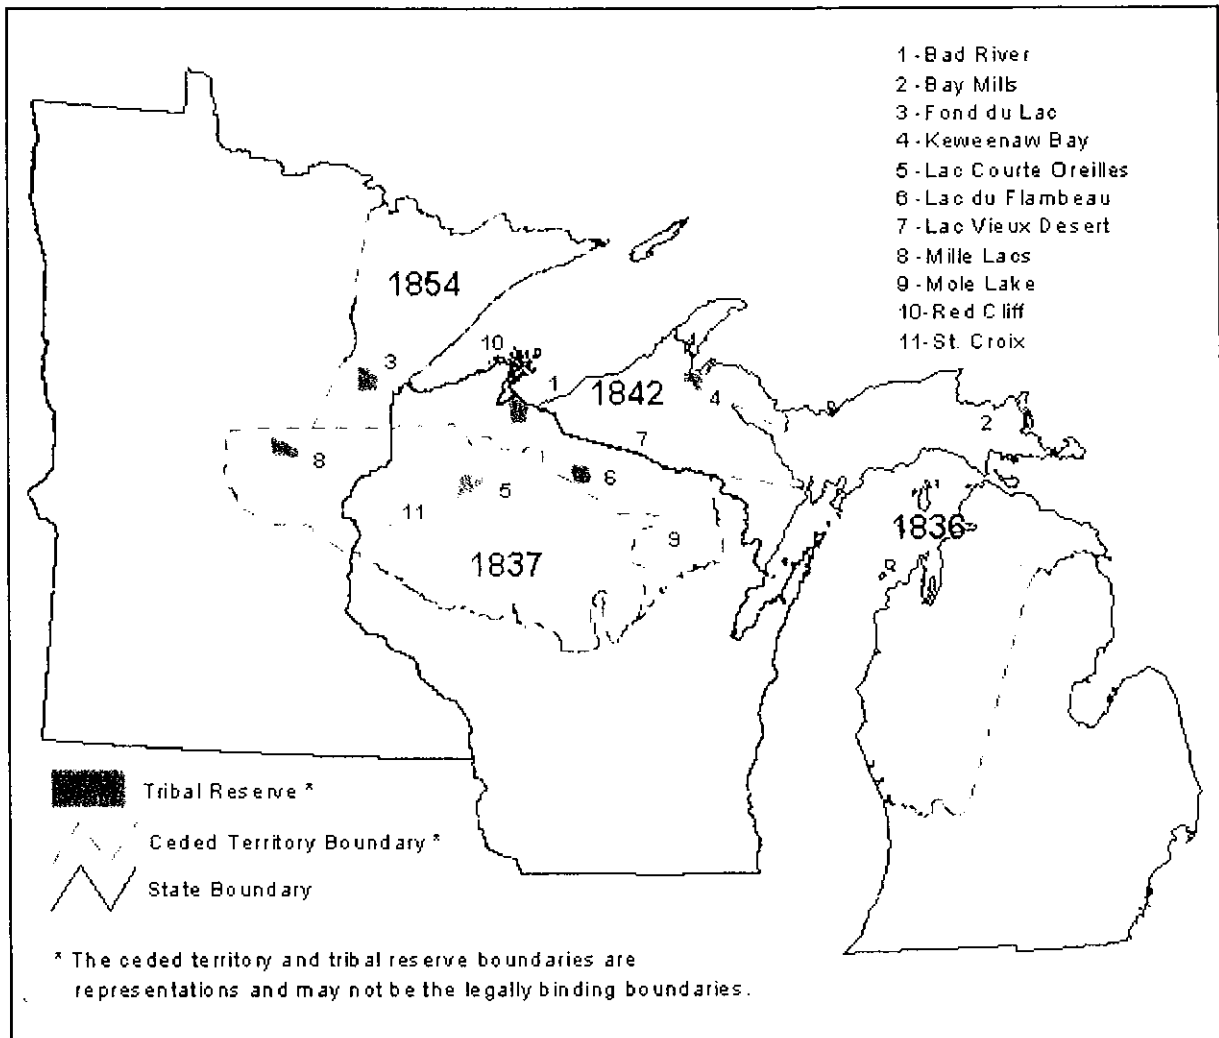 1 - Bad River
2 - Bay Mills
3 - Fond du Lac
4 - Keweenaw Bay
5 - Lac Courte Oreilles
6 - Lac du Flambeau
7 - Lac Vieux Desert
8 - Mille Lacs
9 - Mole Lake
10- Red Cliff
11- St. Croix
1854
10
3
1
1842
4
2
7
8
6
5
11
9
1836
1837
Tribal Reserve *
Ceded Territory Boundary *
State Boundary
* The ceded territory and tribal reserve boundaries are
representations and may not be the legally binding boundaries.